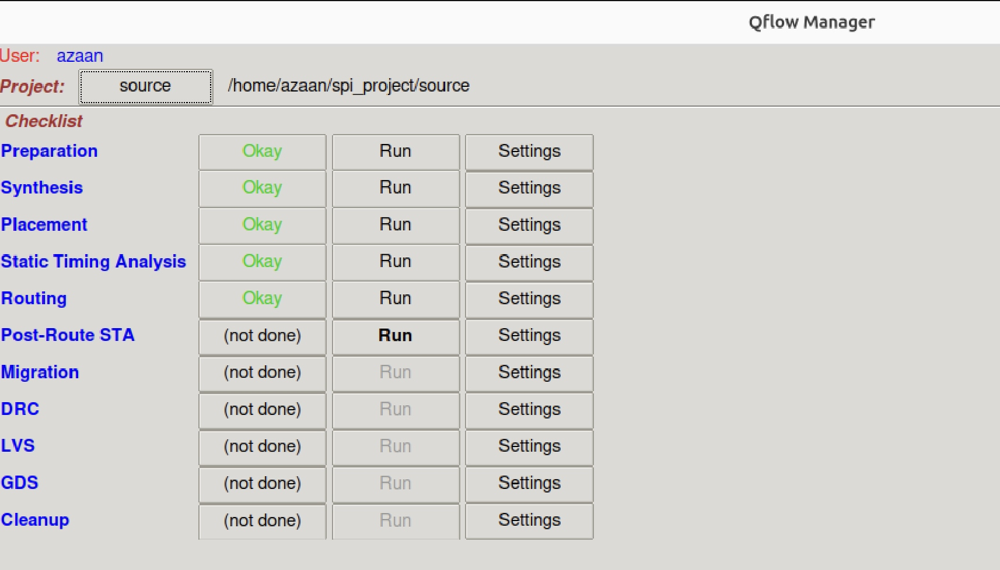 Qflow Manager
User: azaan
Project: source /home/azaan/spi_project/source
Checklist
Preparation Okay Run Settings
Synthesis Okay Run Settings
Placement Okay Run Settings
Static Timing Analysis Okay Run Settings
Routing Okay Run Settings
Post-Route STA (not done) Run Settings
Migration (not done) Run Settings
DRC (not done) Run Settings
LVS (not done) Run Settings
GDS (not done) Run Settings
Cleanup (not done) Run Settings